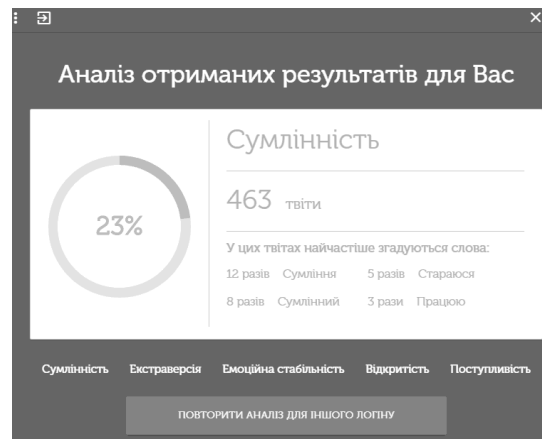 Аналіз отриманих результатів для Вас
Сумлінність
463 твіти
23%
У цих твітах найчастіше згадуються слова:
12 разів Сумління 5 разів Стараюся
8 разів Сумлінний 3 рази Працюю
Сумлінність Екстраверсія Емоційна стабільність Відкритість Поступливість
ПОВТОРИТИ АНАЛІЗ ДЛЯ ІНШОГО ЛОГІНУ